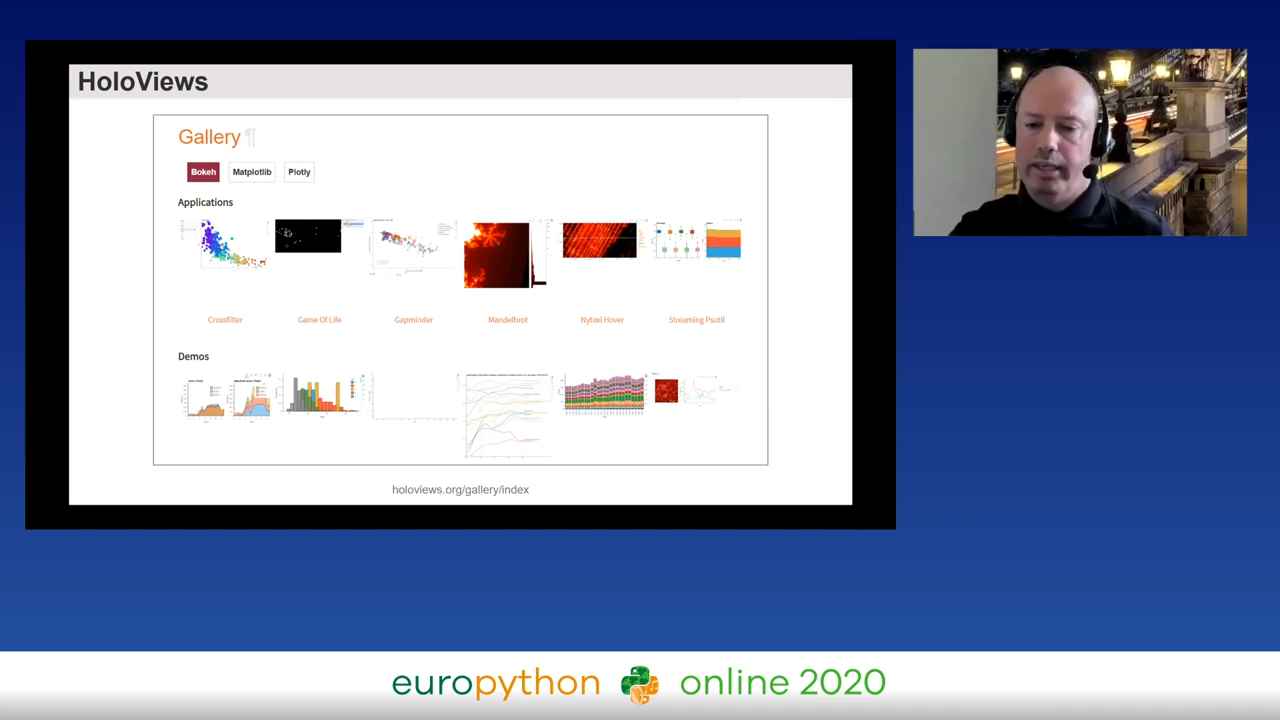 HoloViews
Gallery ¶
Bokeh Matplotlib Plotly
Applications
Crossfilter Game Of Life Gapminder Mandelbrot Nytaxi Hover Streaming Psutil
Demos
holoviews.org/gallery/index
europython online 2020